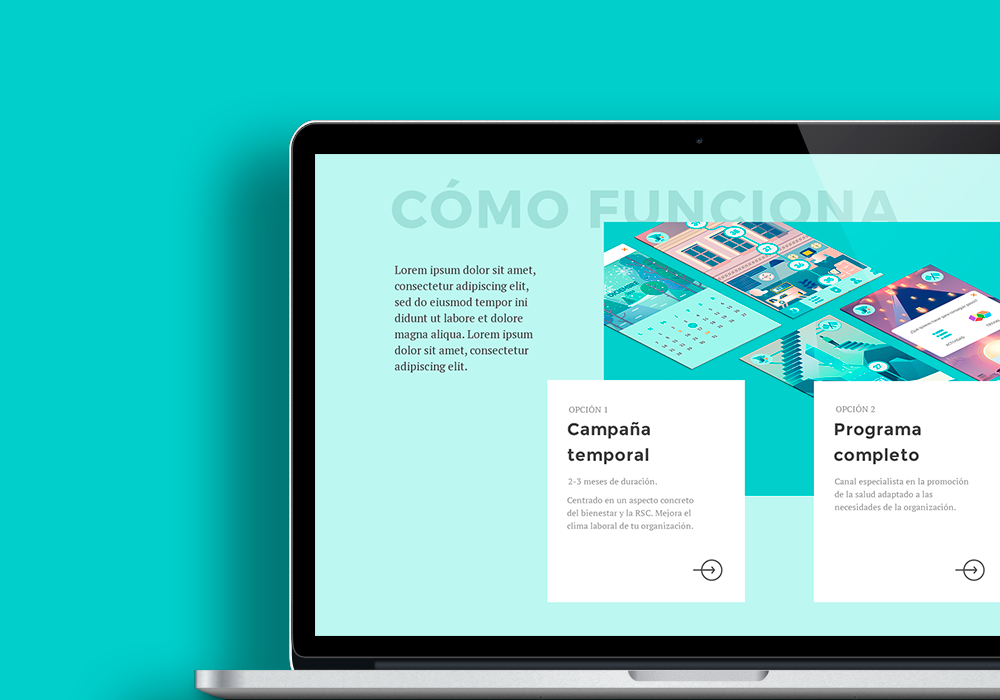 CÓMO FUNCIONA
Lorem ipsum dolor sit amet,
consectetur adipiscing elit,
sed do eiusmod tempor ini
didunt ut labore et dolore
magna aliqua. Lorem ipsum
dolor sit amet, consectetur
adipiscing elit.
OPCIÓN 1
Campaña
temporal
2-3 meses de duración.
Centrado en un aspecto concreto
del bienestar y la RSC. Mejora el
clima laboral de tu organización.
OPCIÓN 2
Programa
completo
Canal especialista en la promoción
de la salud adaptado a las
necesidades de la organización.